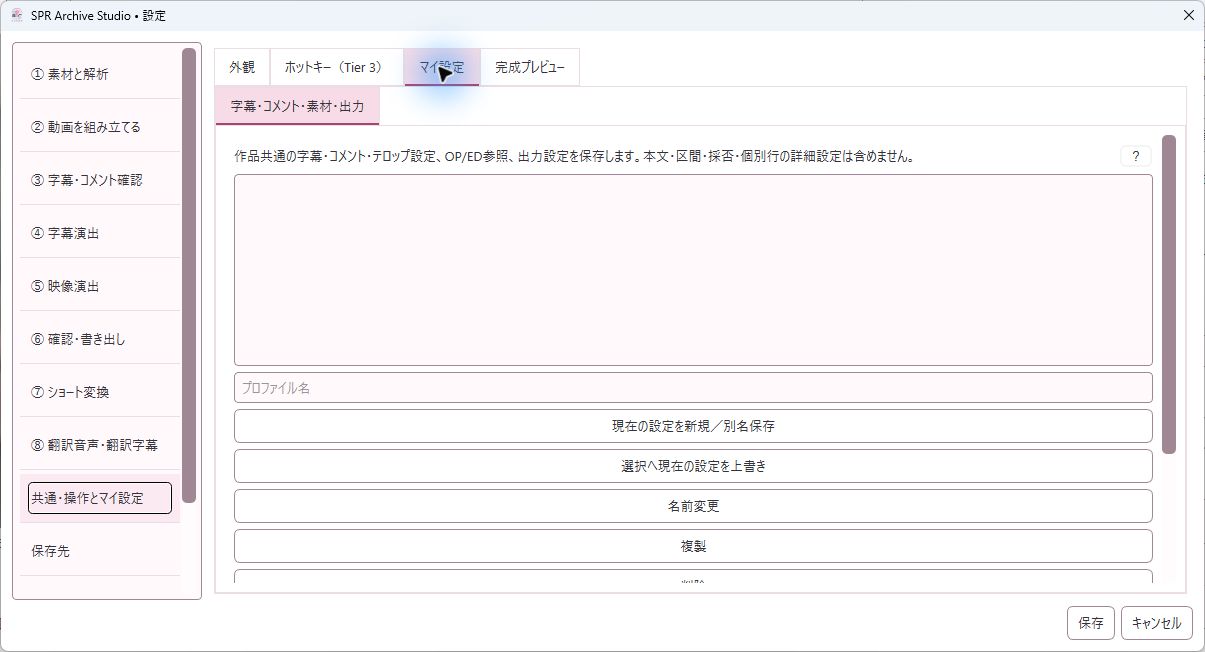 SPR Archive Studio • 設定
① 素材と解析
② 動画を組み立てる
③ 字幕・コメント確認
④ 字幕演出
⑤ 映像演出
⑥ 確認・書き出し
⑦ ショート変換
⑧ 翻訳音声・翻訳字幕
共通・操作とマイ設定
保存先
外観
ホットキー（Tier 3）
マイ設定
完成プレビュー
字幕・コメント・素材・出力
作品共通の字幕・コメント・テロップ設定、OP/ED参照、出力設定を保存します。本文・区間・採否・個別行の詳細設定は含めません。
?
プロファイル名
現在の設定を新規／別名保存
選択へ現在の設定を上書き
名前変更
複製
保存
キャンセル